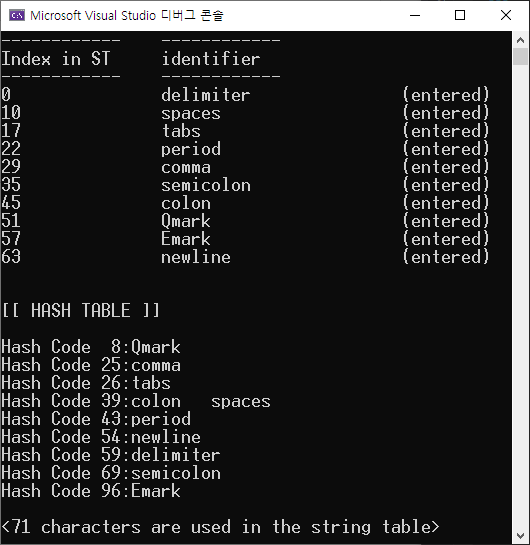 Microsoft Visual Studio 디버그 콘솔
------------    ------------
Index in ST     identifier
------------    ------------
0               delimiter               (entered)
10              spaces                  (entered)
17              tabs                    (entered)
22              period                  (entered)
29              comma                   (entered)
35              semicolon               (entered)
45              colon                   (entered)
51              Qmark                   (entered)
57              Emark                   (entered)
63              newline                 (entered)
[[ HASH TABLE ]]
Hash Code  8:Qmark
Hash Code 25:comma
Hash Code 26:tabs
Hash Code 39:colon   spaces
Hash Code 43:period
Hash Code 54:newline
Hash Code 59:delimiter
Hash Code 69:semicolon
Hash Code 96:Emark
<71 characters are used in the string table>